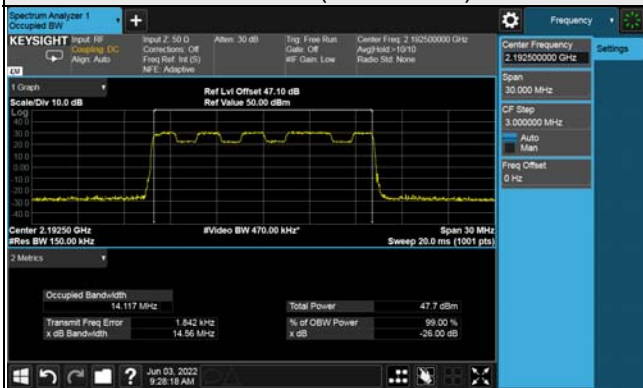 Spectrum Analyzer 1
Occupied BW
Frequency
KEYSIGHT
Input: RF
Coupling: DC
Align: Auto
Input Z: 50 Ω
Corrections: Off
Freq Ref: Int (S)
NFE: Adaptive
Atten: 30 dB
Trig: Free Run
Gate: Off
#IF Gain: Low
Center Freq: 2.192500000 GHz
Avg|Hold:>10/10
Radio Std: None
Center Frequency
2.192500000 GHz
Settings
Span
30.000 MHz
CF Step
3.000000 MHz
Auto
Man
Freq Offset
0 Hz
1 Graph
Scale/Div 10.0 dB
Ref Lvl Offset 47.10 dB
Ref Value 50.00 dBm
Log
40.0
30.0
20.0
10.0
0.00
-10.0
-20.0
-30.0
-40.0
Center 2.19250 GHz
#Res BW 150.00 kHz
#Video BW 470.00 kHz*
Span 30 MHz
Sweep 20.0 ms (1001 pts)
2 Metrics
Occupied Bandwidth
14.117 MHz
Total Power 47.7 dBm
Transmit Freq Error 1.842 kHz
% of OBW Power 99.00 %
x dB Bandwidth 14.56 MHz
x dB -26.00 dB
?
Jun 03, 2022
9:28:18 AM